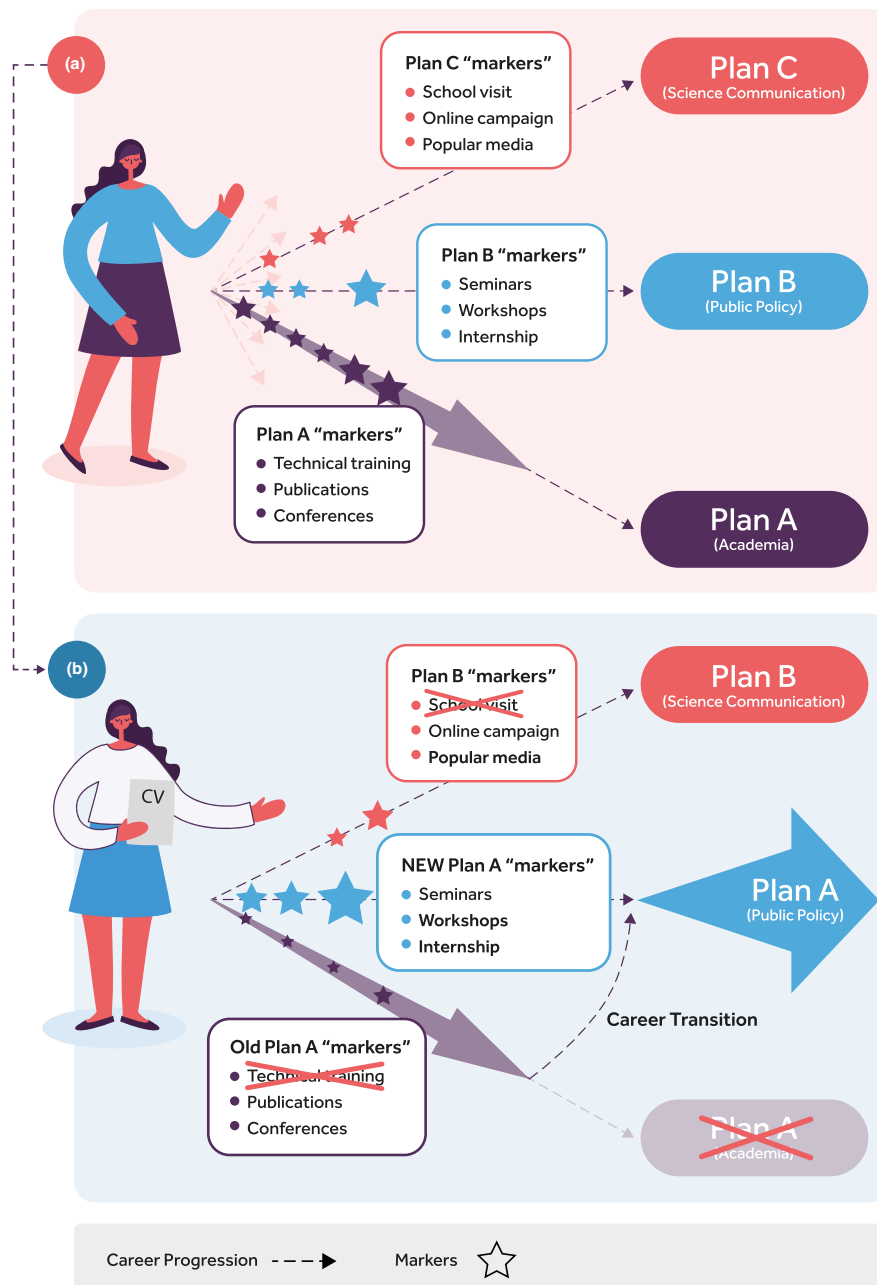 (a)
Plan C “markers”
School visit
Online campaign
Popular media
Plan C
(Science Communication)
Plan B “markers”
Seminars
Workshops
Internship
Plan B
(Public Policy)
Plan A “markers”
Technical training
Publications
Conferences
Plan A
(Academia)
(b)
Plan B “markers”
School visit
Online campaign
Popular media
Plan B
(Science Communication)
CV
NEW Plan A “markers”
Seminars
Workshops
Internship
Plan A
(Public Policy)
Career Transition
Old Plan A “markers”
Technical training
Publications
Conferences
Plan A
(Academia)
Career Progression
Markers